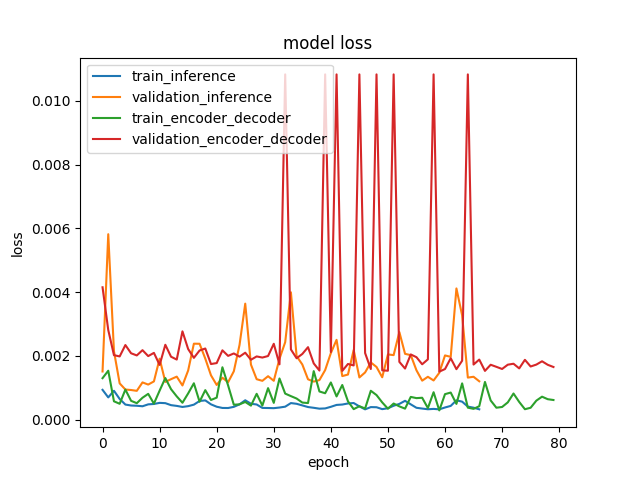 model loss
train_inference
validation_inference
train_encoder_decoder
validation_encoder_decoder
0.010
0.008
0.006
0.004
0.002
0.000
loss
0 10 20 30 40 50 60 70 80
epoch